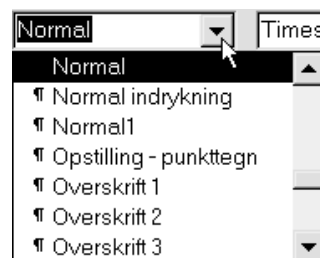 Normal Times
Normal
¶ Normal indrykning
¶ Normal1
¶ Opstilling - punkttegn
¶ Overskrift 1
¶ Overskrift 2
¶ Overskrift 3